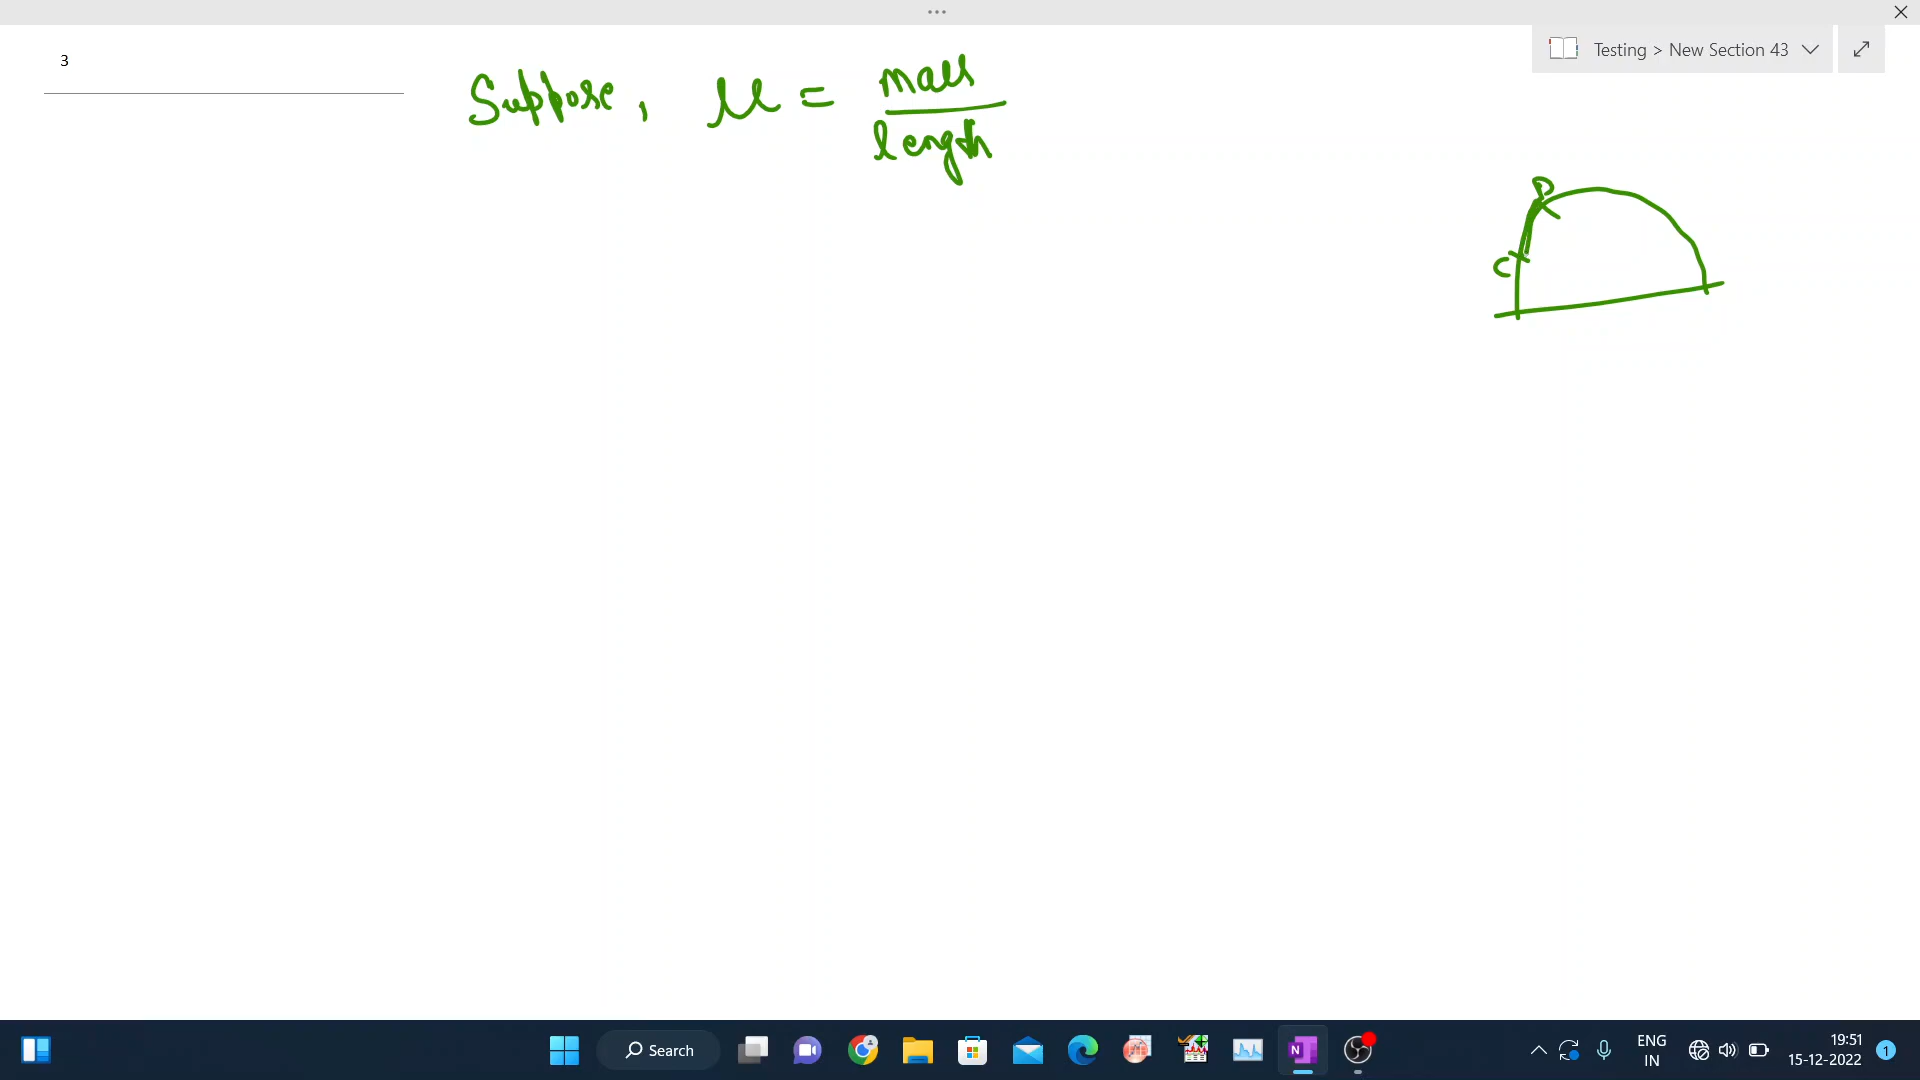 Testing > New Section 43
3
Suppose, μ = mass
length
D
C
Search
ENG
IN
19:51
15-12-2022
1